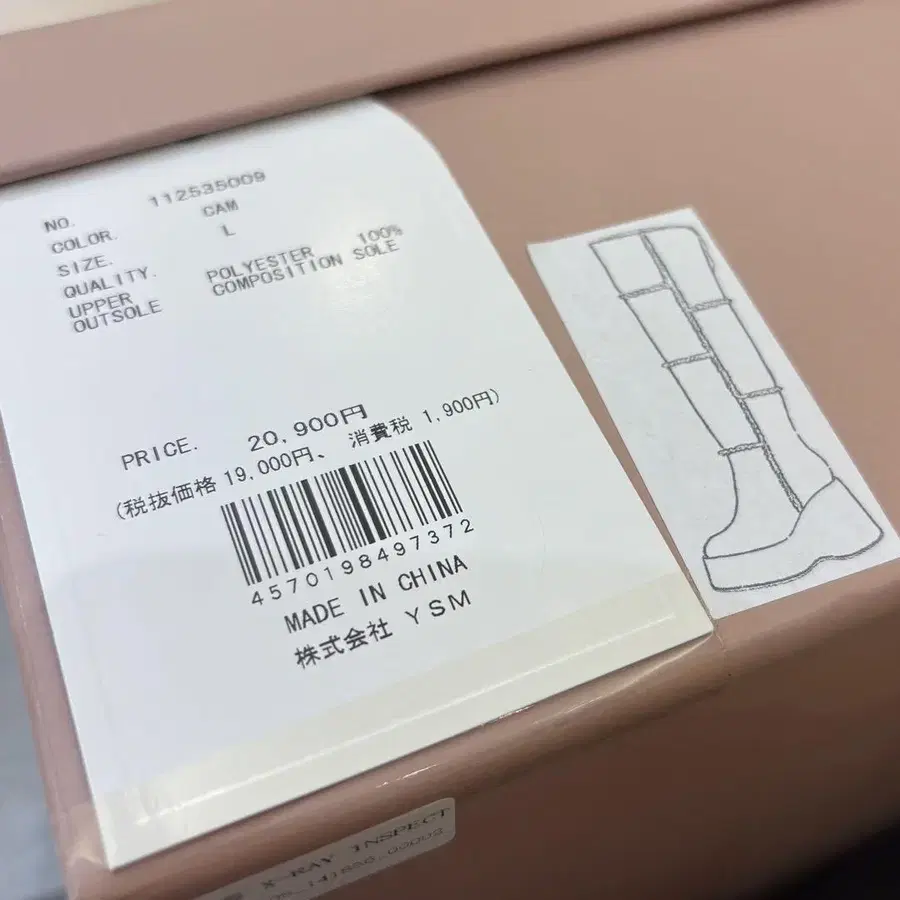 NO. 112535009
COLOR. CAM
SIZE. L
QUALITY.
UPPER POLYESTER 100%
OUTSOLE COMPOSITION SOLE
PRICE. 20,900円
(税抜価格 19,000円、 消費税 1,900円)
4570198497372
MADE IN CHINA
株式会社 YSM
X-RAY INSPECT